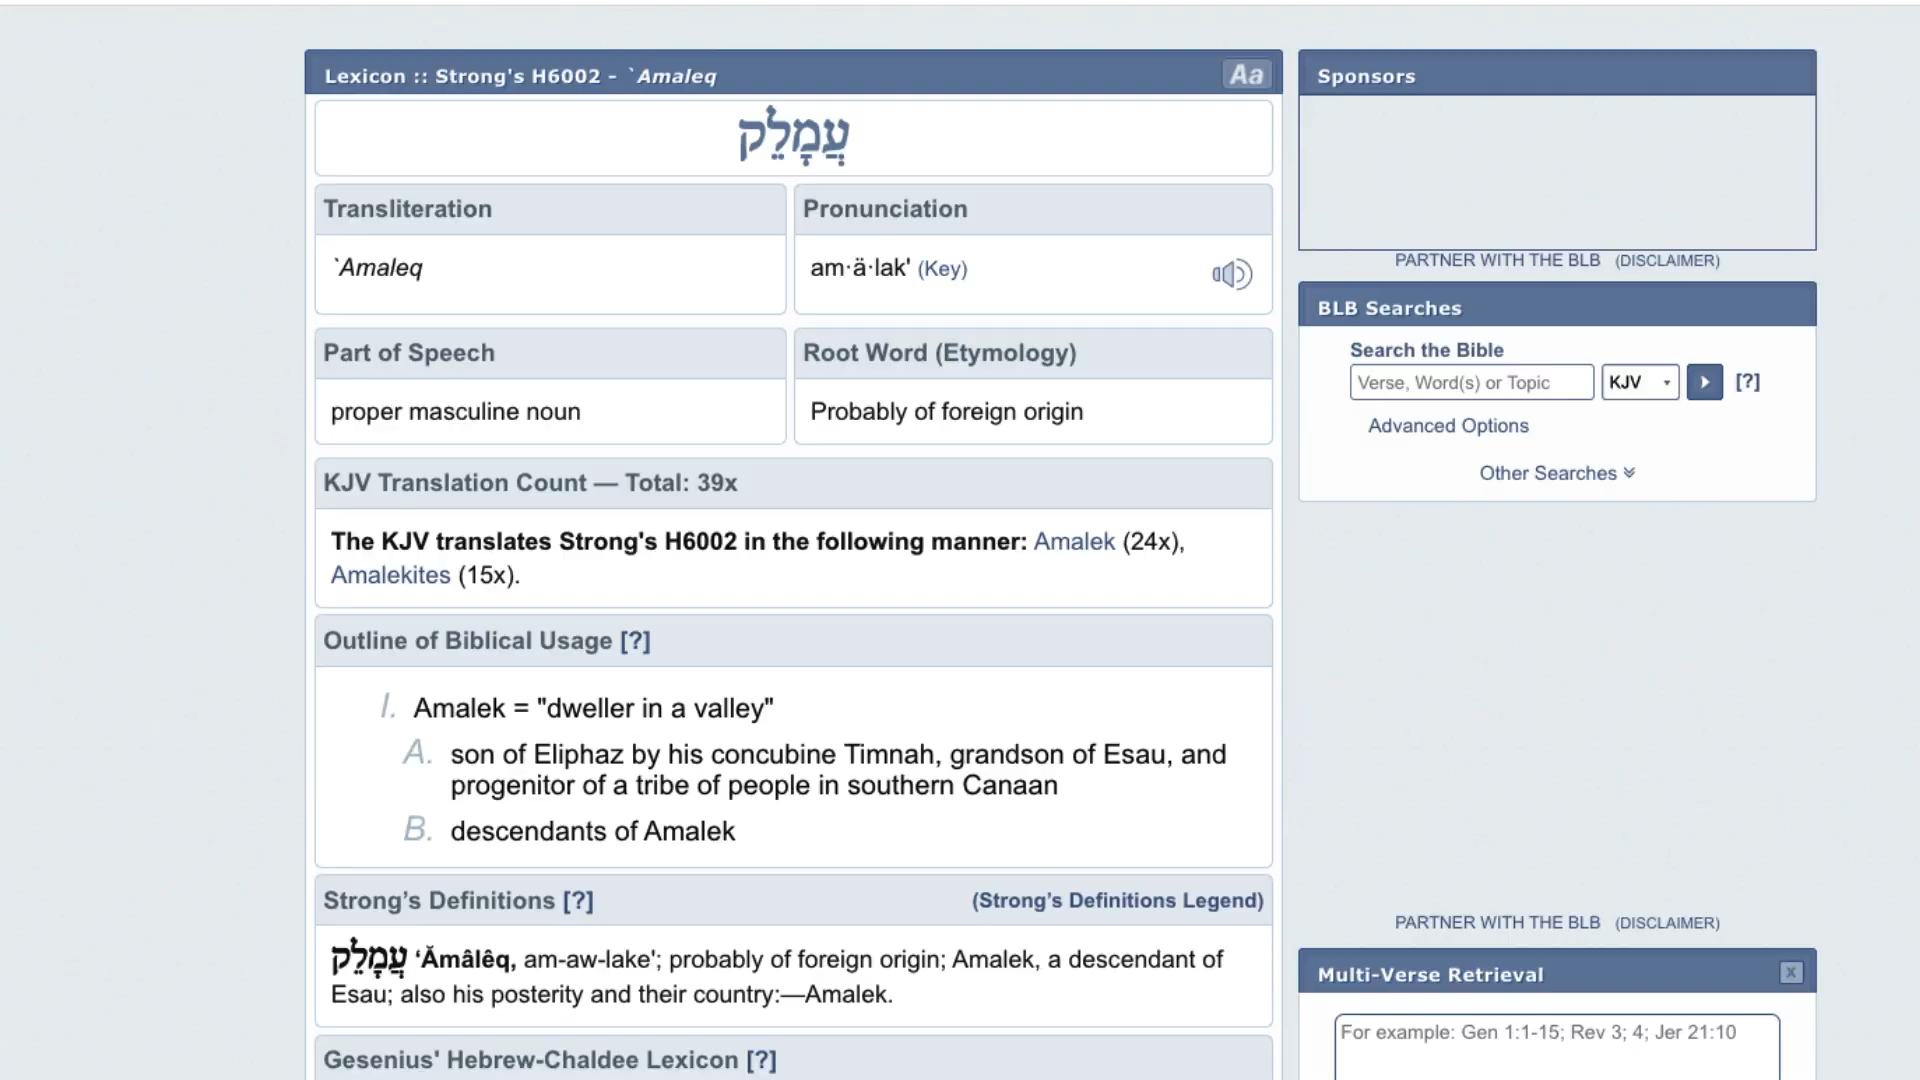 Lexicon :: Strong's H6002 - `Amaleq
Aa
עֲמָלֵק
Transliteration
`Amaleq
Pronunciation
am·ä·lak' (Key)
Part of Speech
proper masculine noun
Root Word (Etymology)
Probably of foreign origin
KJV Translation Count — Total: 39x
The KJV translates Strong's H6002 in the following manner: Amalek (24x),
Amalekites (15x).
Outline of Biblical Usage [?]
I. Amalek = "dweller in a valley"
A. son of Eliphaz by his concubine Timnah, grandson of Esau, and
progenitor of a tribe of people in southern Canaan
B. descendants of Amalek
Strong’s Definitions [?] (Strong’s Definitions Legend)
עֲמָלֵק ʻĂmâlêq, am-aw-lake'; probably of foreign origin; Amalek, a descendant of
Esau; also his posterity and their country:—Amalek.
Gesenius' Hebrew-Chaldee Lexicon [?]
Sponsors
PARTNER WITH THE BLB (DISCLAIMER)
BLB Searches
Search the Bible
Verse, Word(s) or Topic KJV [?]
Advanced Options
Other Searches
PARTNER WITH THE BLB (DISCLAIMER)
Multi-Verse Retrieval x
For example: Gen 1:1-15; Rev 3; 4; Jer 21:10